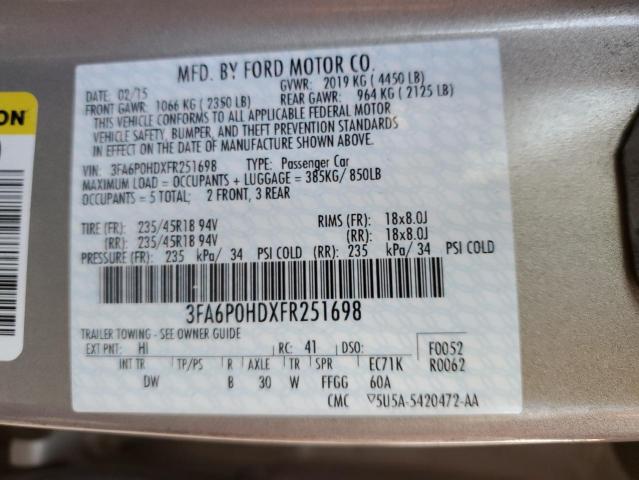 MFD. BY FORD MOTOR CO.
DATE: 02/15 GVWR: 2019 KG ( 4450 LB)
FRONT GAWR: 1066 KG ( 2350 LB) REAR GAWR: 964 KG ( 2125 LB)
THIS VEHICLE CONFORMS TO ALL APPLICABLE FEDERAL MOTOR
VEHICLE SAFETY, BUMPER, AND THEFT PREVENTION STANDARDS
IN EFFECT ON THE DATE OF MANUFACTURE SHOWN ABOVE.
VIN: 3FA6P0HDXFR251698 TYPE: Passenger Car
MAXIMUM LOAD = OCCUPANTS + LUGGAGE = 385KG/ 850LB
OCCUPANTS = 5 TOTAL; 2 FRONT, 3 REAR
TIRE (FR): 235/45R18 94V RIMS (FR): 18x8.0J
(RR): 235/45R18 94V (RR): 18x8.0J
PRESSURE (FR): 235 kPa/ 34 PSI COLD (RR): 235 kPa/ 34 PSI COLD
3FA6P0HDXFR251698
TRAILER TOWING - SEE OWNER GUIDE
EXT PNT: HI RC: 41 DSO: F0052
INT TR TP/PS R AXLE TR SPR EC71K R0062
DW B 30 W FFGG 60A
CMC ▽5U5A-5420472-AA